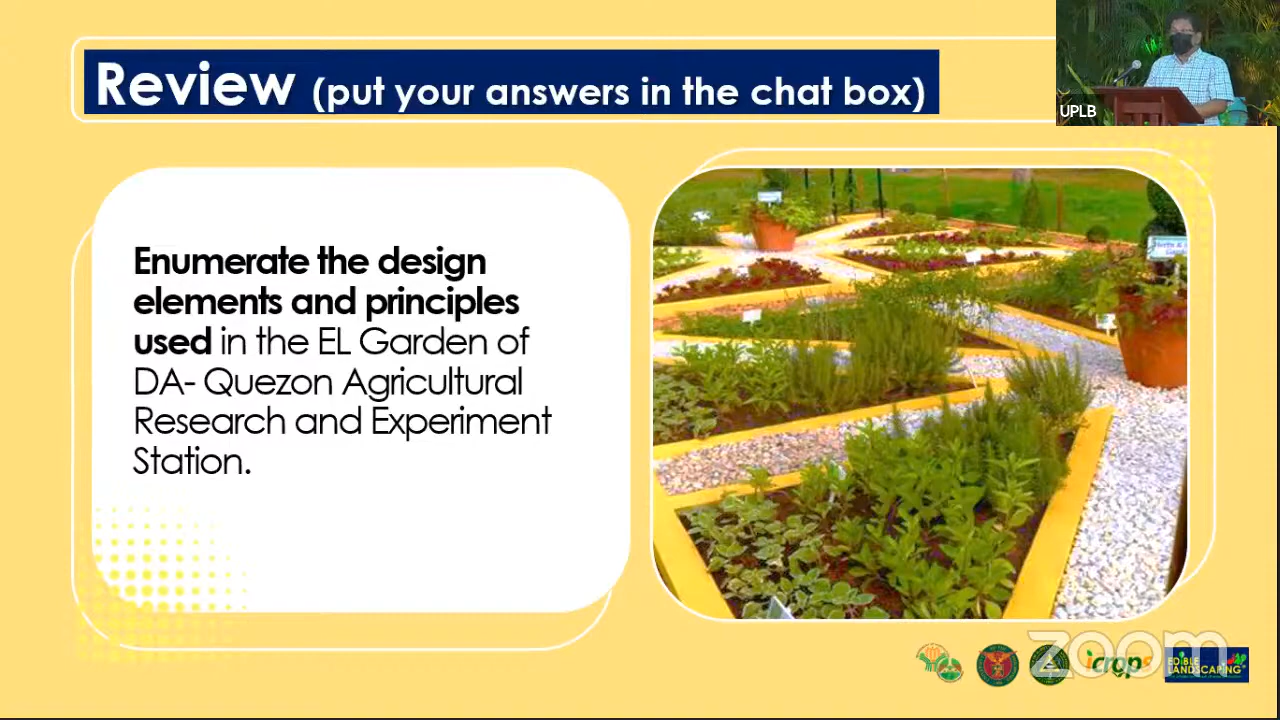 Review (put your answers in the chat box)
UPLB
Enumerate the design
elements and principles
used in the EL Garden of
DA- Quezon Agricultural
Research and Experiment
Station.
zoom
icrops
EDIBLE
LANDSCAPING